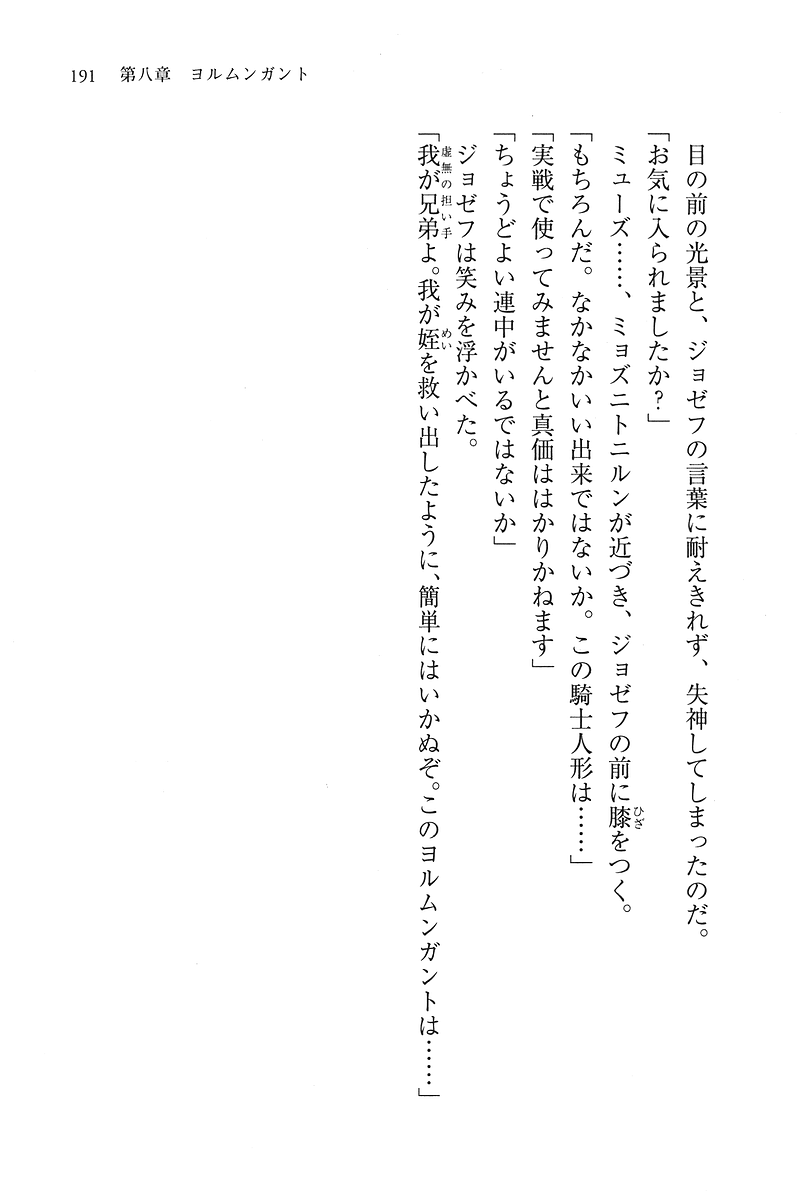 191　第八章　ヨルムンガント
目の前の光景と、ジョゼフの言葉に耐えきれず、失神してしまったのだ。
「お気に入られましたか？」
ミューズ……、ミョズニトニルンが近づき、ジョゼフの前に膝をつく。
ひざ
「もちろんだ。なかなかいい出来ではないか。この騎士人形は……」
「実戦で使ってみませんと真価ははかりかねます」
「ちょうどよい連中がいるではないか」
ジョゼフは笑みを浮かべた。
「我が兄弟よ。我が姪を救い出したように、簡単にはいかぬぞ。このヨルムンガントは……」
虚無の担い手
めい